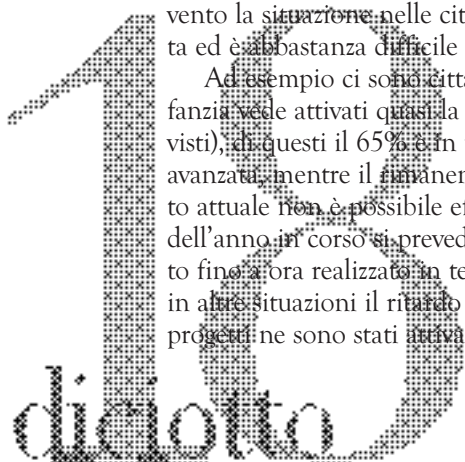 vento la situazione nelle cit
ta ed è abbastanza difficile
Ad esempio ci sono città
fanzia vede attivati quasi la
visti), di questi il 65% è in
avanzata, mentre il rimanen
to attuale non è possibile ef
dell'anno in corso si preved
to fino a ora realizzato in te
in altre situazioni il ritardo
progetti ne sono stati attiva
18
diciotto